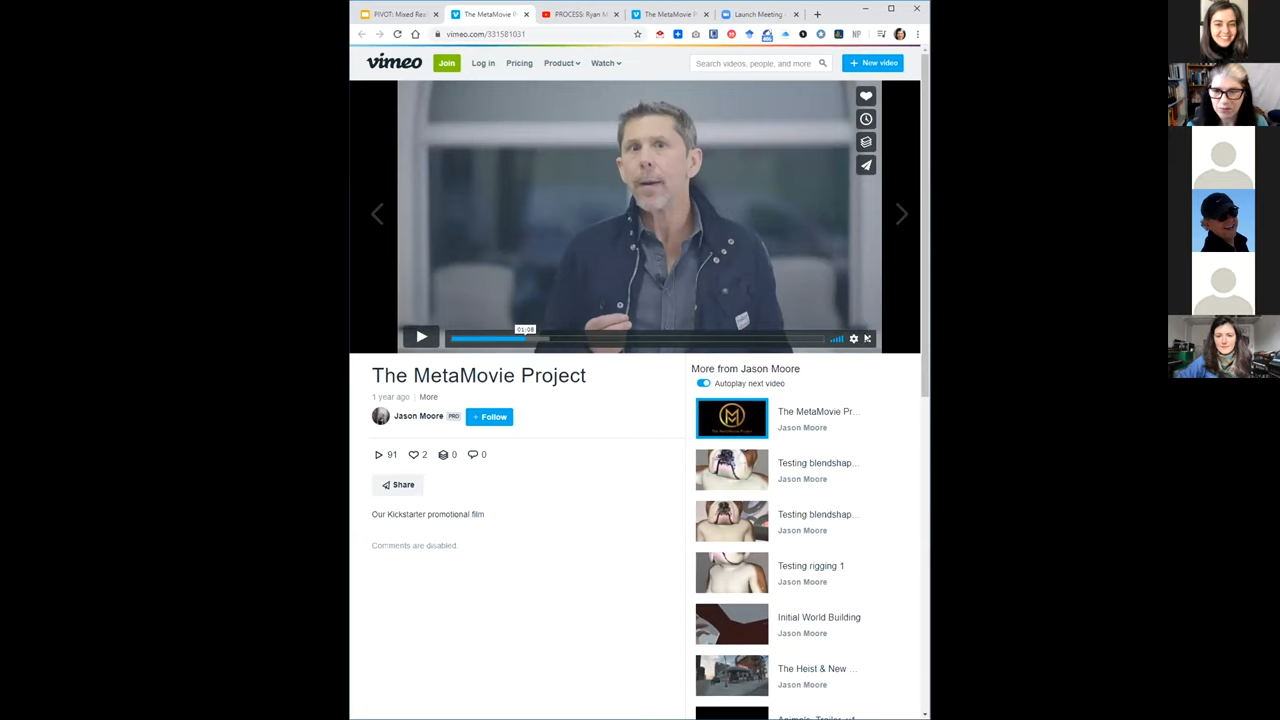 PIVOT: Mixed Rea
The MetaMovie P
PROCESS: Ryan M
The MetaMovie P
Launch Meeting
vimeo.com/331581031
NP
vimeo
Join
Log in
Pricing
Product
Watch
Search videos, people, and more
+ New video
01:08
The MetaMovie Project
1 year ago
More
Jason Moore PRO
+ Follow
91
2
0
0
Share
Our Kickstarter promotional film
Comments are disabled.
More from Jason Moore
Autoplay next video
The MetaMovie Pr...
Jason Moore
Testing blendshap...
Jason Moore
Testing blendshap...
Jason Moore
Testing rigging 1
Jason Moore
Initial World Building
Jason Moore
The Heist & New ...
Jason Moore